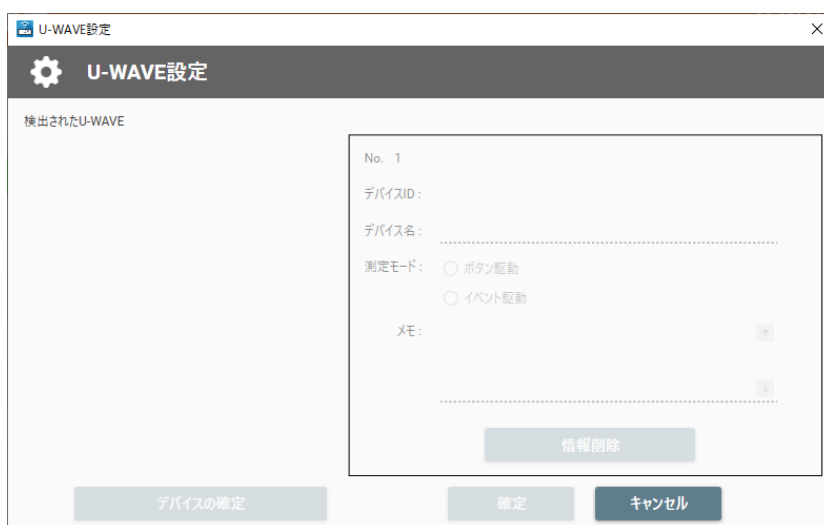 U-WAVE設定
U-WAVE設定
検出されたU-WAVE
No. 1
デバイスID :
デバイス名 :
測定モード : ボタン駆動
イベント駆動
メモ :
情報削除
デバイスの確定 確定 キャンセル